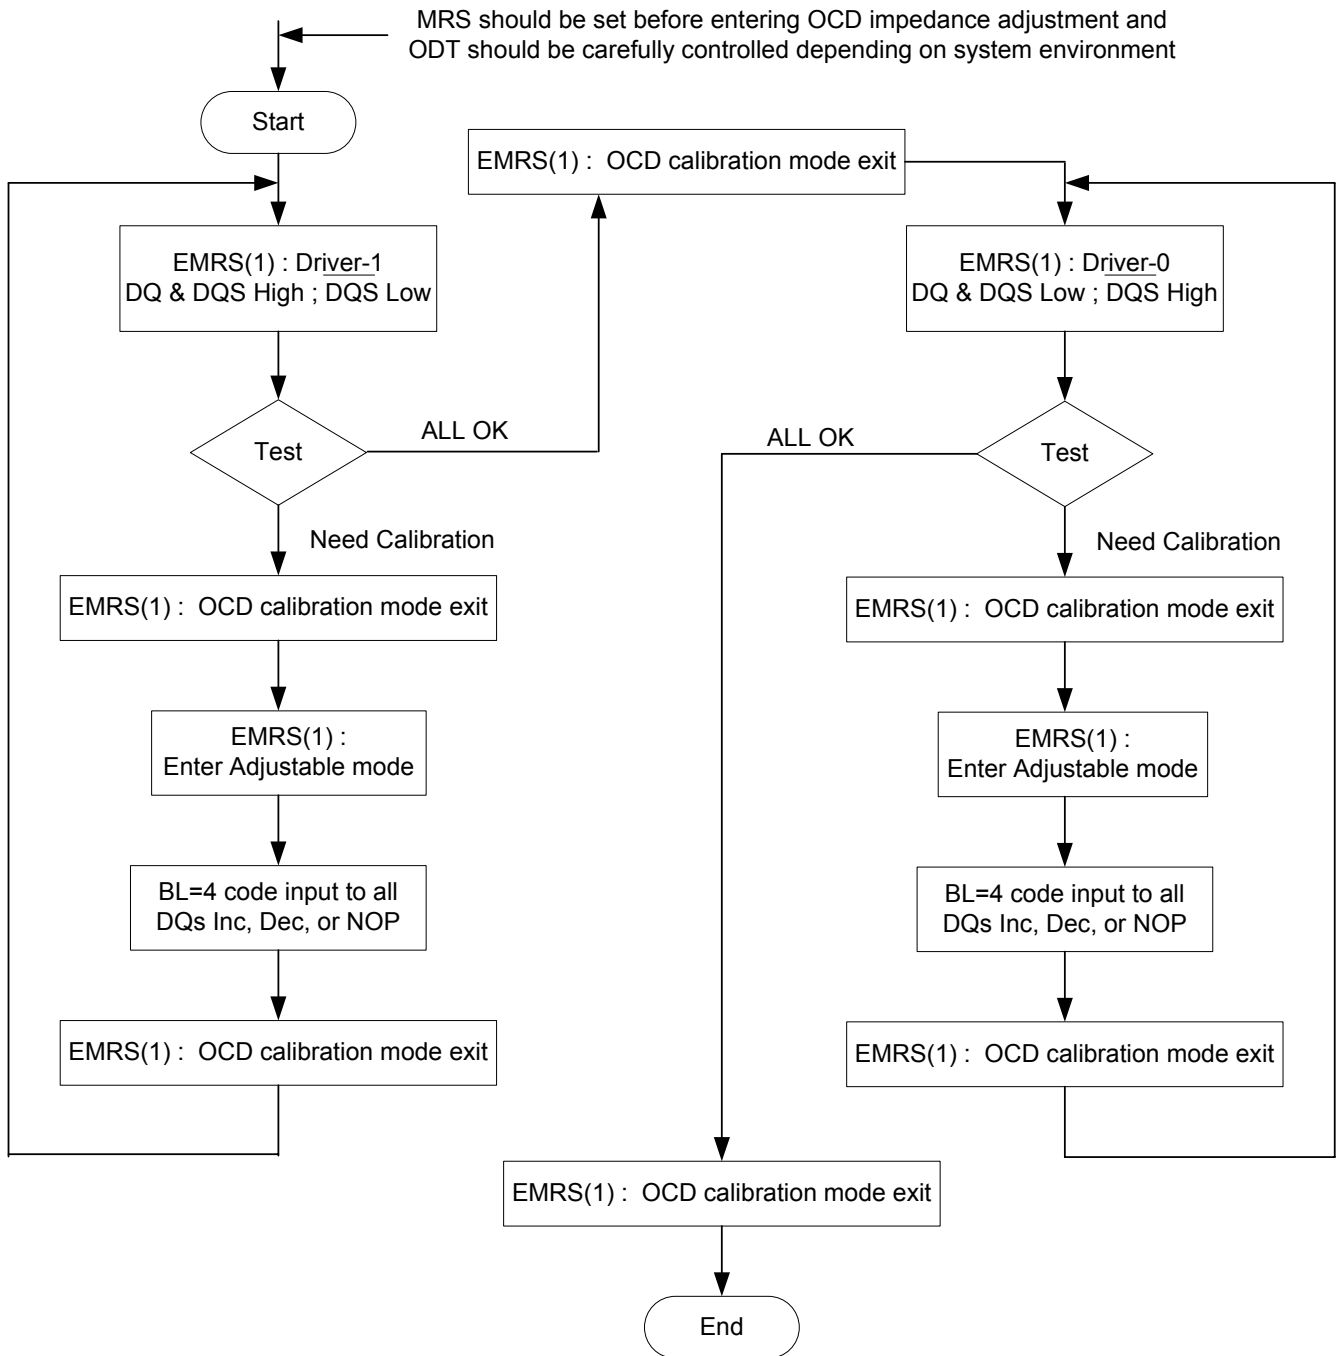 MRS should be set before entering OCD impedance adjustment and
ODT should be carefully controlled depending on system environment
Start
EMRS(1) : OCD calibration mode exit
EMRS(1) : Driver-1
DQ & DQS High ; DQS Low
EMRS(1) : Driver-0
DQ & DQS Low ; DQS High
Test
ALL OK
ALL OK
Test
Need Calibration
Need Calibration
EMRS(1) : OCD calibration mode exit
EMRS(1) : OCD calibration mode exit
EMRS(1) :
Enter Adjustable mode
EMRS(1) :
Enter Adjustable mode
BL=4 code input to all
DQs Inc, Dec, or NOP
BL=4 code input to all
DQs Inc, Dec, or NOP
EMRS(1) : OCD calibration mode exit
EMRS(1) : OCD calibration mode exit
EMRS(1) : OCD calibration mode exit
End